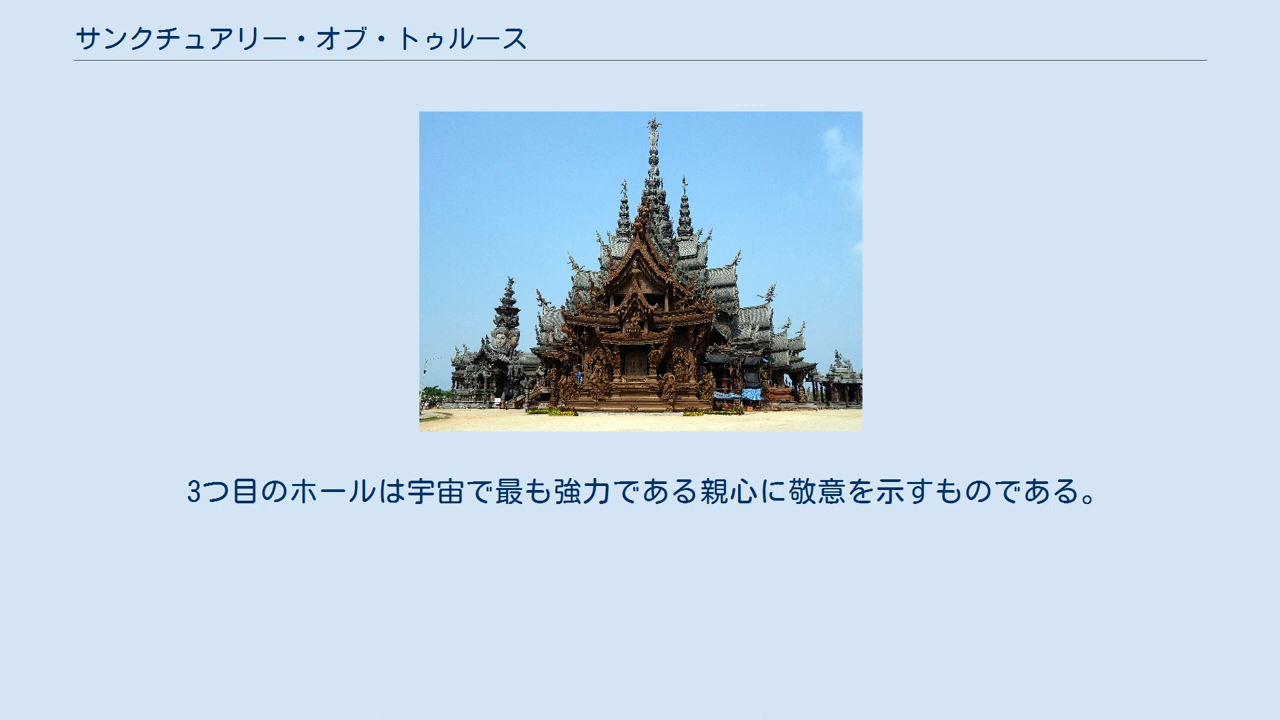 サンクチュアリー・オブ・トゥルース
3つ目のホールは宇宙で最も強力である親心に敬意を示すものである。